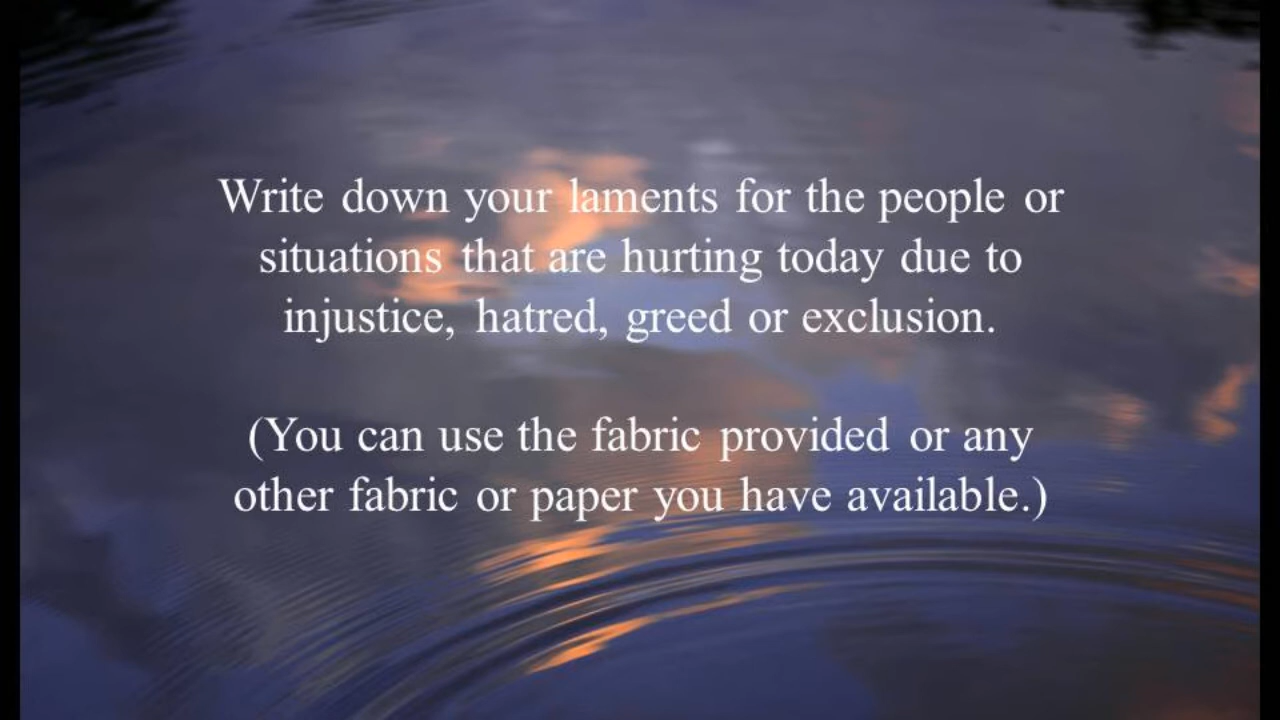 Write down your laments for the people or
situations that are hurting today due to
injustice, hatred, greed or exclusion.
(You can use the fabric provided or any
other fabric or paper you have available.)